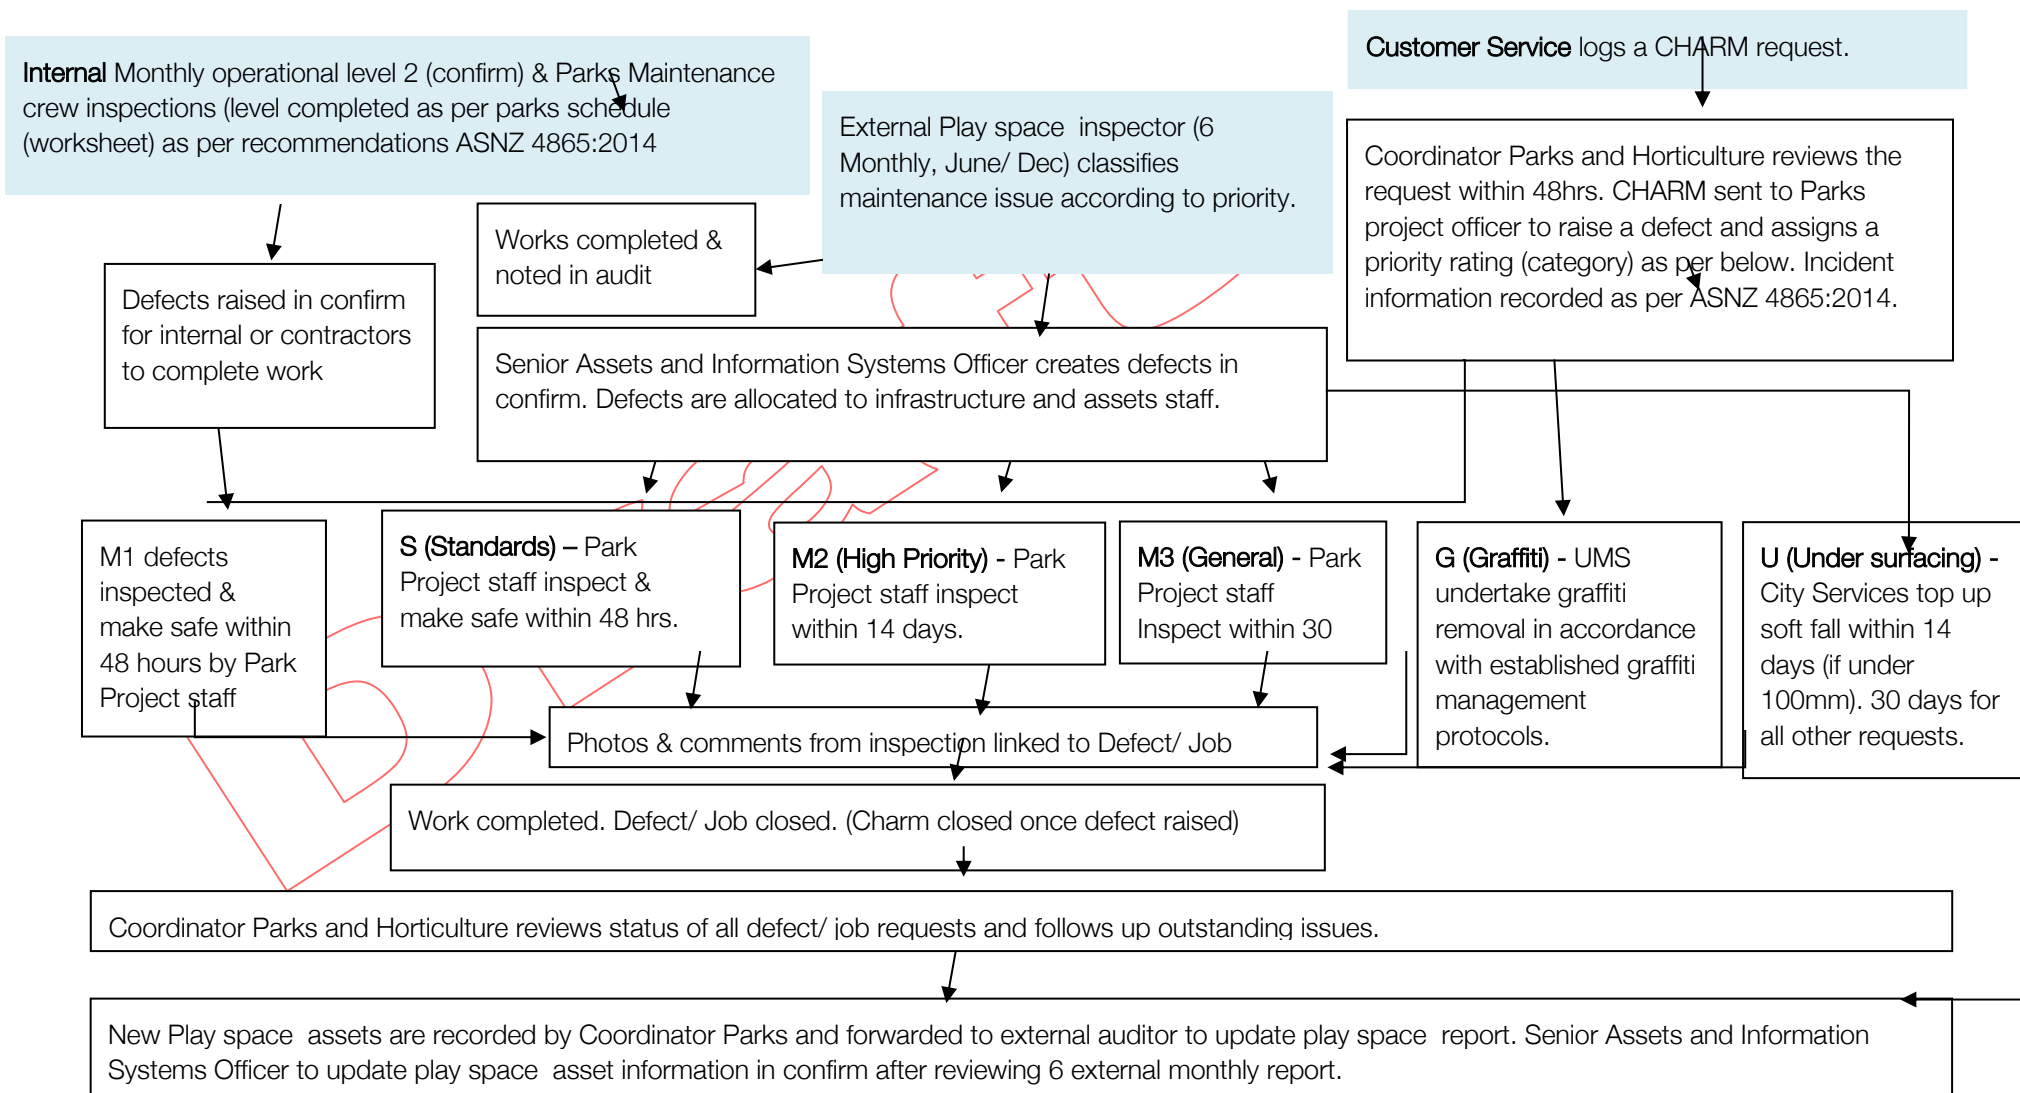 Internal Monthly operational level 2 (confirm) & Parks Maintenance
crew inspections (level completed as per parks schedule
(worksheet) as per recommendations ASNZ 4865:2014
External Play space inspector (6
Monthly, June/ Dec) classifies
maintenance issue according to priority.
Customer Service logs a CHARM request.
Coordinator Parks and Horticulture reviews the
request within 48hrs. CHARM sent to Parks
project officer to raise a defect and assigns a
priority rating (category) as per below. Incident
information recorded as per ASNZ 4865:2014.
Works completed &
noted in audit
Defects raised in confirm
for internal or contractors
to complete work
Senior Assets and Information Systems Officer creates defects in
confirm. Defects are allocated to infrastructure and assets staff.
M1 defects
inspected &
make safe within
48 hours by Park
Project staff
S (Standards) – Park
Project staff inspect &
make safe within 48 hrs.
M2 (High Priority) - Park
Project staff inspect
within 14 days.
M3 (General) - Park
Project staff
Inspect within 30
G (Graffiti) - UMS
undertake graffiti
removal in accordance
with established graffiti
management
protocols.
U (Under surfacing) -
City Services top up
soft fall within 14
days (if under
100mm). 30 days for
all other requests.
Photos & comments from inspection linked to Defect/ Job
Work completed. Defect/ Job closed. (Charm closed once defect raised)
Coordinator Parks and Horticulture reviews status of all defect/ job requests and follows up outstanding issues.
New Play space assets are recorded by Coordinator Parks and forwarded to external auditor to update play space report. Senior Assets and Information
Systems Officer to update play space asset information in confirm after reviewing 6 external monthly report.